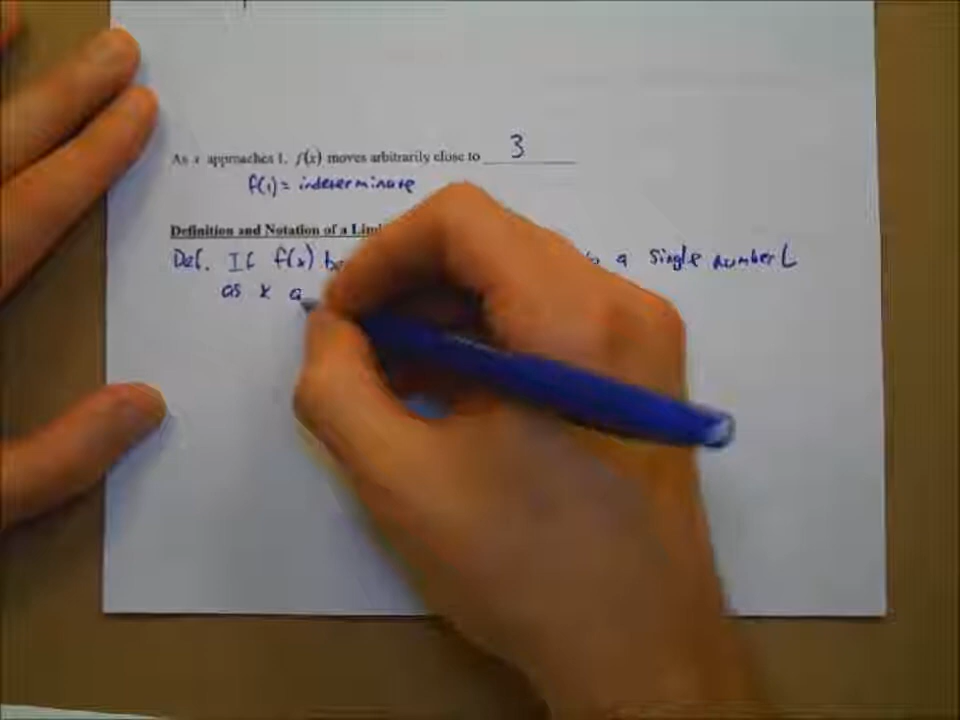 As x approaches 1, f(x) moves arbitrarily close to 3
f(1) = indeterminate
Definition and Notation of a
Def. If f(x) a single number L
as x a